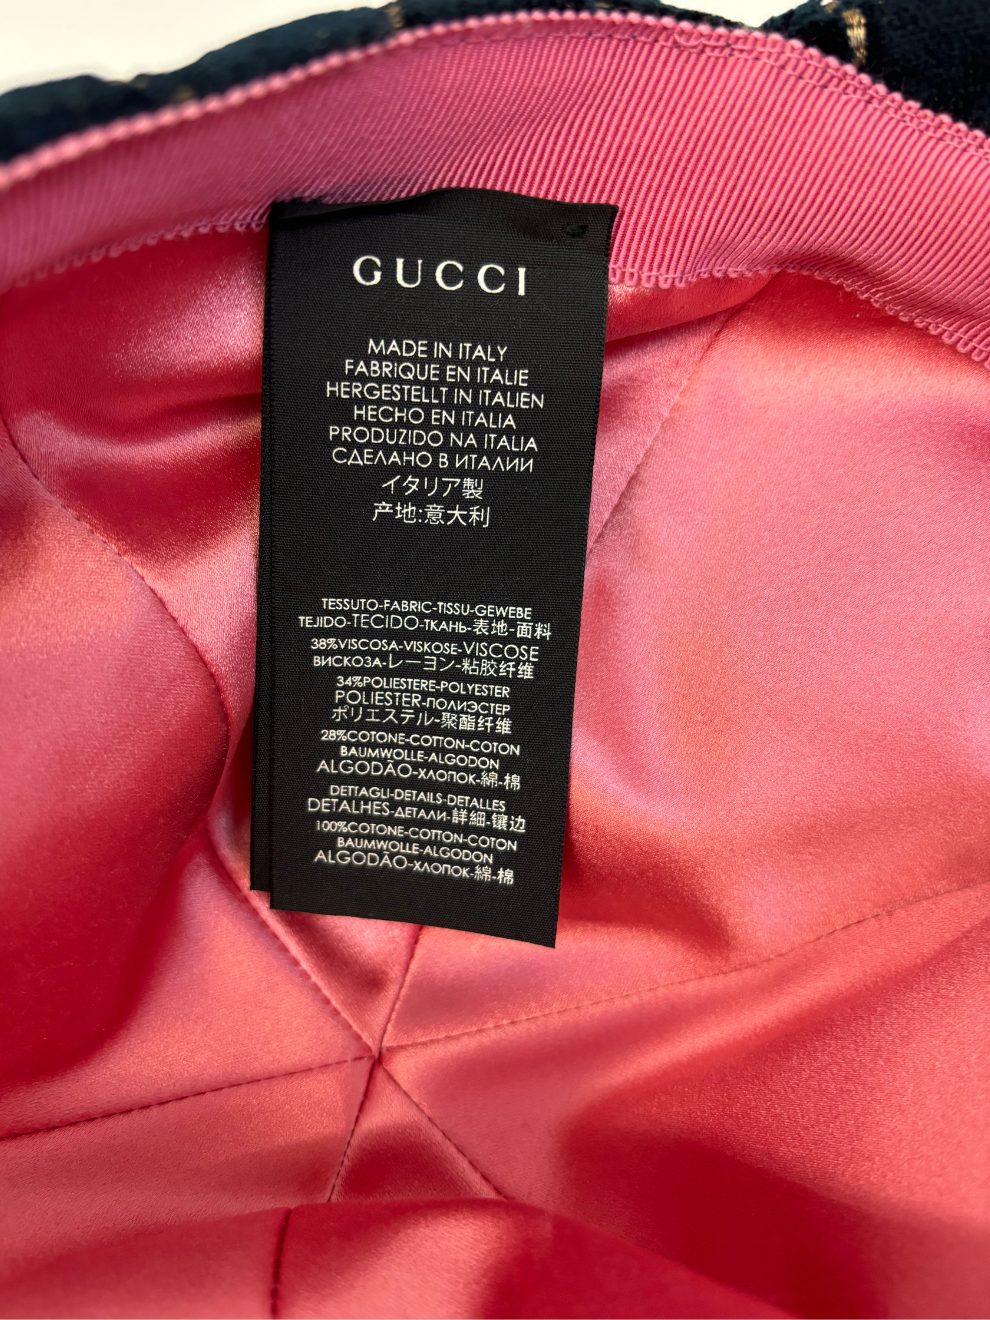 GUCCI
MADE IN ITALY
FABRIQUE EN ITALIE
HERGESTELLT IN ITALIEN
HECHO EN ITALIA
PRODUZIDO NA ITALIA
СДЕЛАНО В ИТАЛИИ
イタリア製
产地:意大利
TESSUTO-FABRIC-TISSU-GEWEBE
TEJIDO-TECIDO-ТКАНЬ-表地-面料
38%VISCOSA-VISKOSE-VISCOSE
ВИСКОЗА-レーヨン-粘胶纤维
34%POLIESTERE-POLYESTER
POLIESTER-ПОЛИЭСТЕР
ポリエステル-聚酯纤维
28%COTONE-COTTON-COTON
BAUMWOLLE-ALGODON
ALGODÃO-ХЛОПОК-綿-棉
DETTAGLI-DETAILS-DETALLES
DETALHES-ДЕТАЛИ-詳細-镶边
100%COTONE-COTTON-COTON
BAUMWOLLE-ALGODON
ALGODÃO-ХЛОПОК-綿-棉